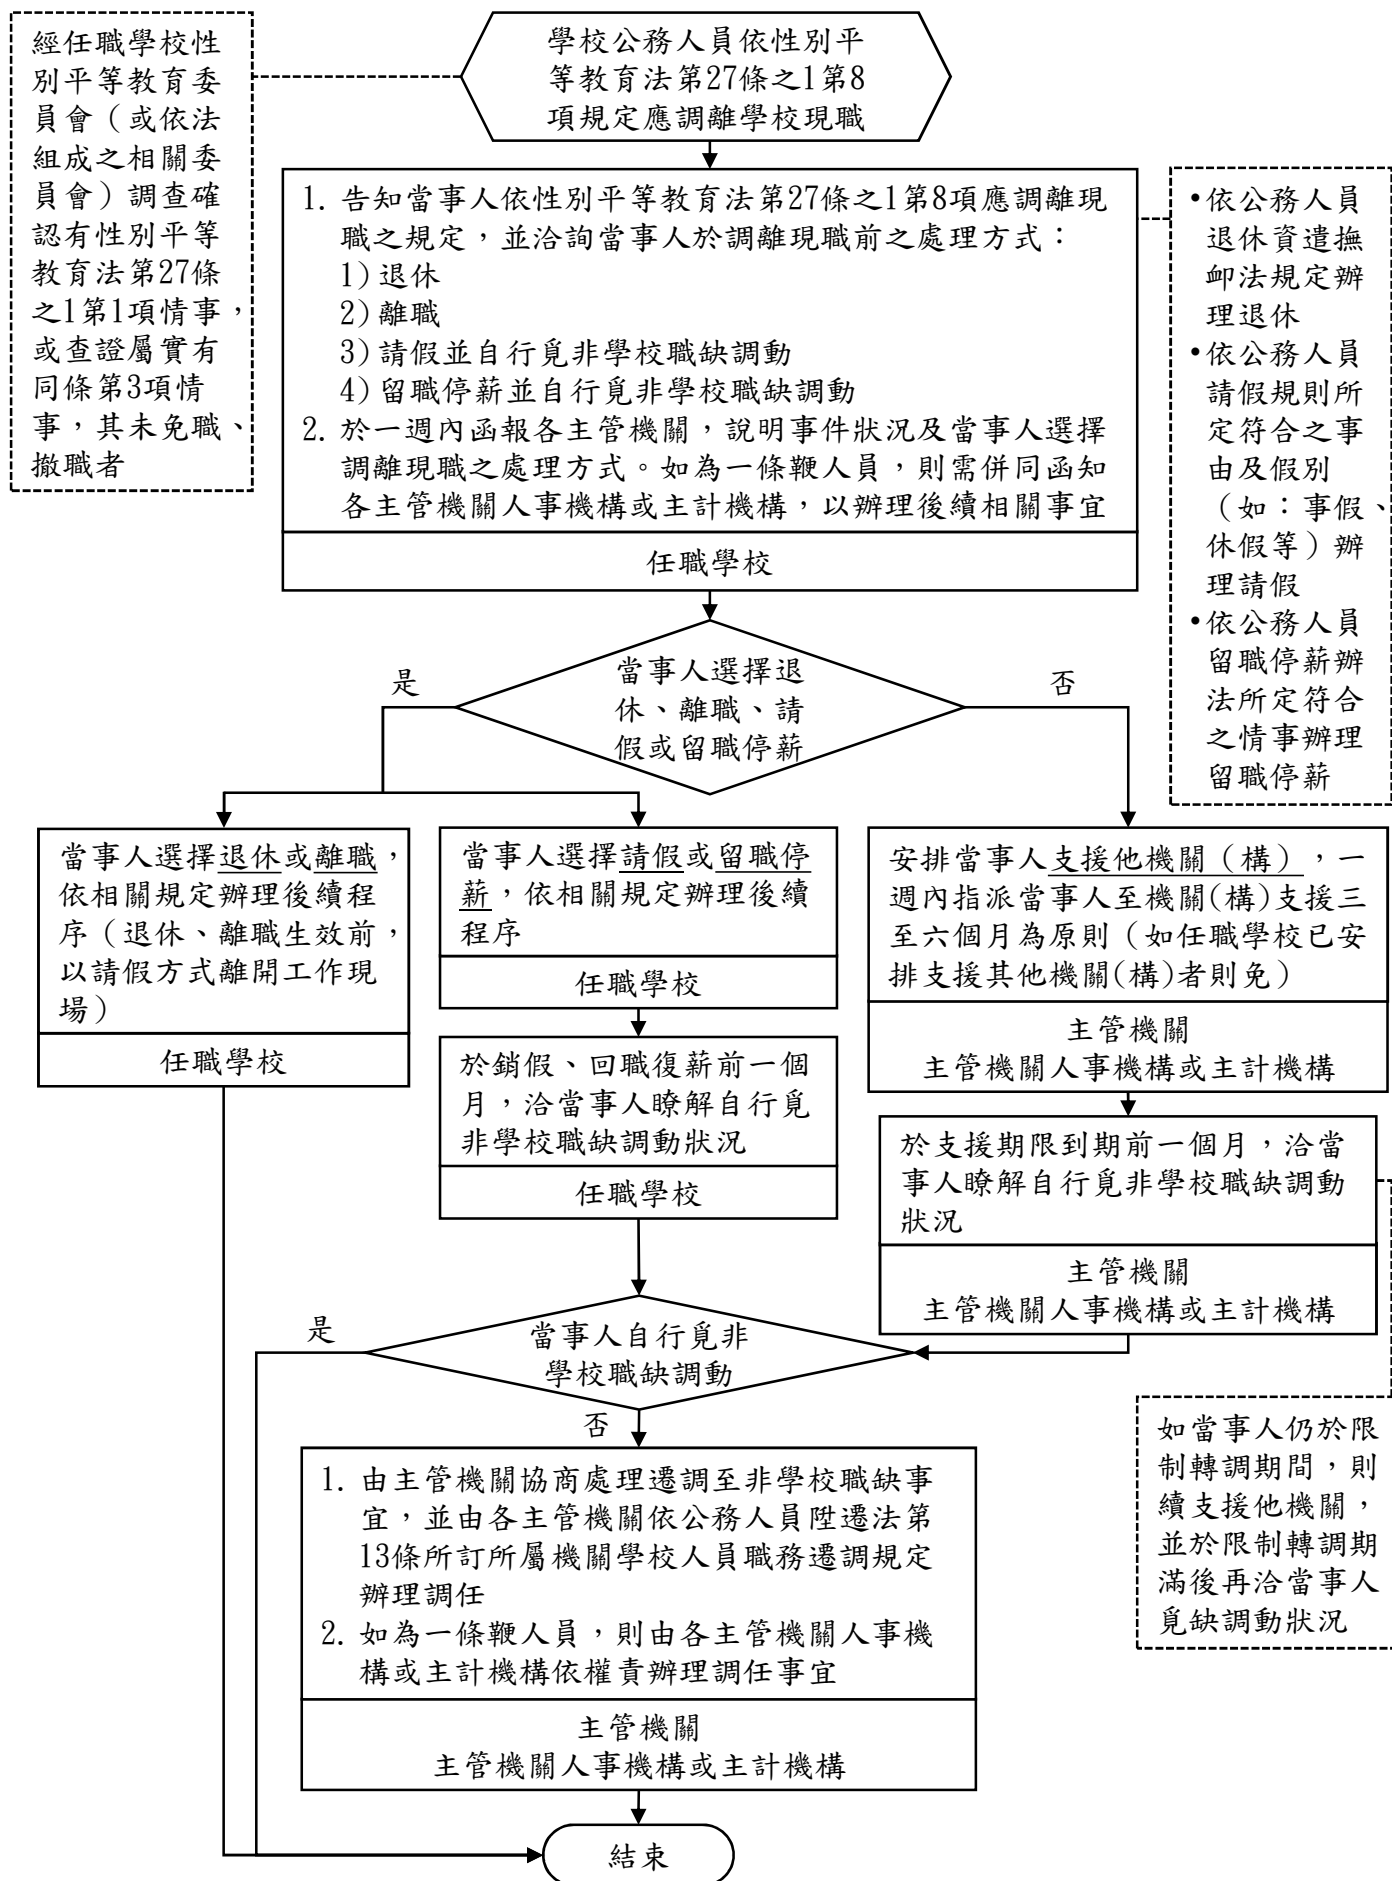 經任職學校性
別平等教育委
員會（或依法
組成之相關委
員會）調查確
認有性別平等
教育法第27條
之1第1項情事，
或查證屬實有
同條第3項情
事，其未免職、
撤職者
學校公務人員依性別平
等教育法第27條之1第8
項規定應調離學校現職
1. 告知當事人依性別平等教育法第27條之1第8項應調離現
職之規定，並洽詢當事人於調離現職前之處理方式：
1)退休
2)離職
3)請假並自行覓非學校職缺調動
4)留職停薪並自行覓非學校職缺調動
2. 於一週內函報各主管機關，說明事件狀況及當事人選擇
調離現職之處理方式。如為一條鞭人員，則需併同函知
各主管機關人事機構或主計機構，以辦理後續相關事宜
任職學校
•依公務人員
退休資遣撫
卹法規定辦
理退休
•依公務人員
請假規則所
定符合之事
由及假別
（如：事假、
休假等）辦
理請假
•依公務人員
留職停薪辦
法所定符合
之情事辦理
留職停薪
當事人選擇退
休、離職、請
假或留職停薪
是
否
當事人選擇退休或離職，
依相關規定辦理後續程
序（退休、離職生效前，
以請假方式離開工作現
場）
任職學校
當事人選擇請假或留職停
薪，依相關規定辦理後續
程序
任職學校
安排當事人支援他機關（構），一
週內指派當事人至機關(構)支援三
至六個月為原則（如任職學校已安
排支援其他機關(構)者則免）
主管機關
主管機關人事機構或主計機構
於銷假、回職復薪前一個
月，洽當事人瞭解自行覓
非學校職缺調動狀況
任職學校
於支援期限到期前一個月，洽當
事人瞭解自行覓非學校職缺調動
狀況
主管機關
主管機關人事機構或主計機構
當事人自行覓非
學校職缺調動
是
否
如當事人仍於限
制轉調期間，則
續支援他機關，
並於限制轉調期
滿後再洽當事人
覓缺調動狀況
1. 由主管機關協商處理遷調至非學校職缺事
宜，並由各主管機關依公務人員陞遷法第
13條所訂所屬機關學校人員職務遷調規定
辦理調任
2. 如為一條鞭人員，則由各主管機關人事機
構或主計機構依權責辦理調任事宜
主管機關
主管機關人事機構或主計機構
結束